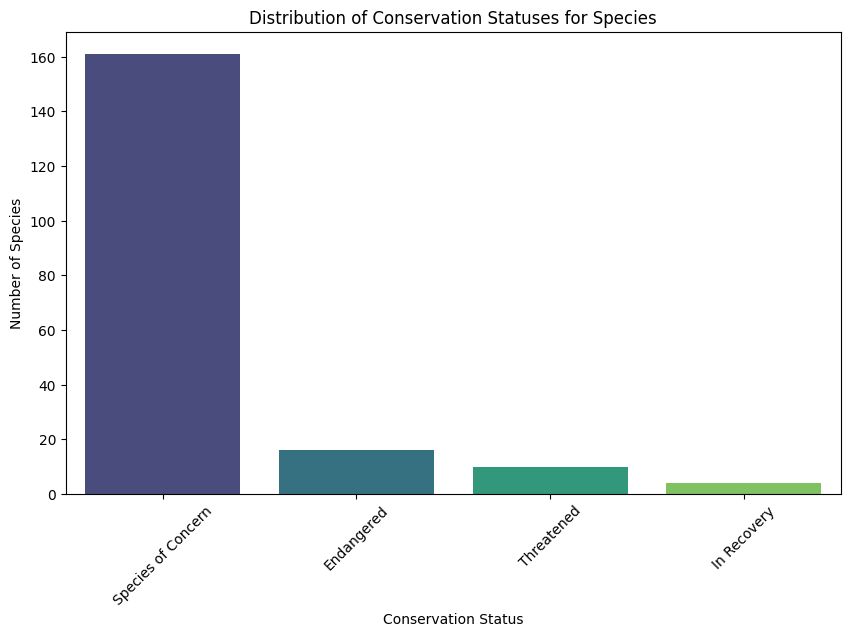 Distribution of Conservation Statuses for Species
Number of Species
160
140
120
100
80
60
40
20
0
Species of Concern
Endangered
Threatened
In Recovery
Conservation Status